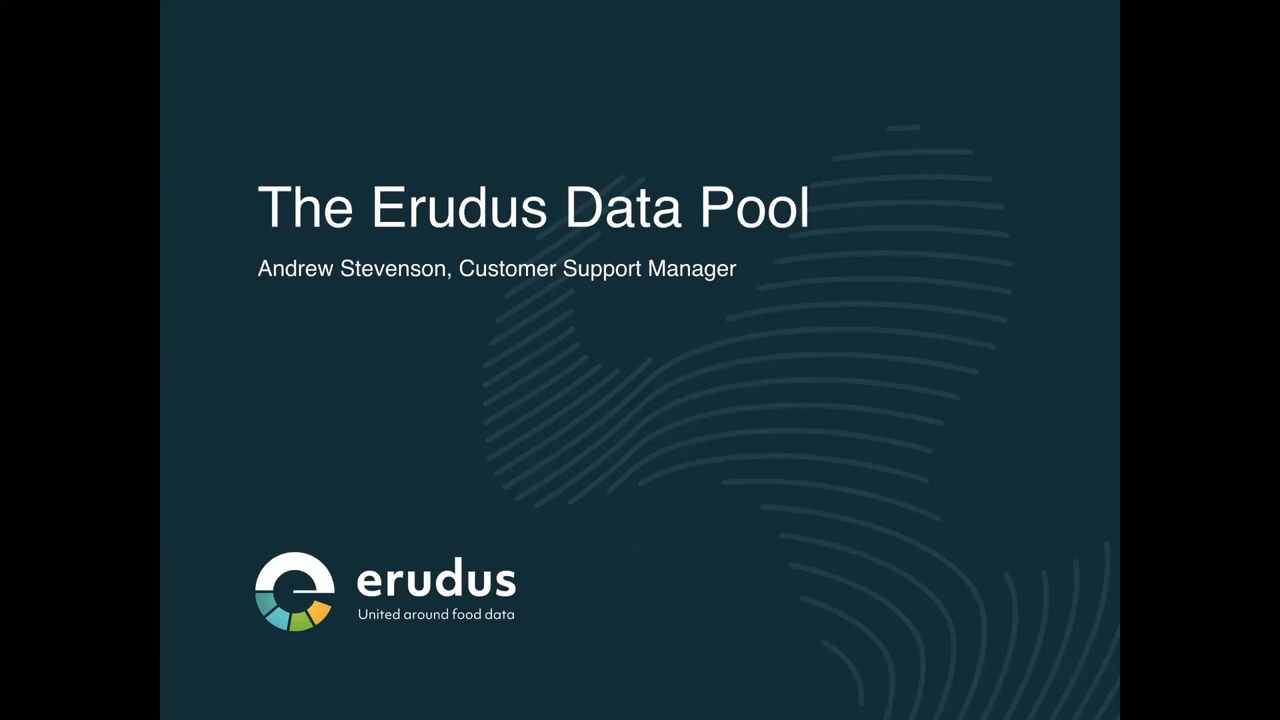 The Erudus Data Pool
Andrew Stevenson, Customer Support Manager
erudus
United around food data